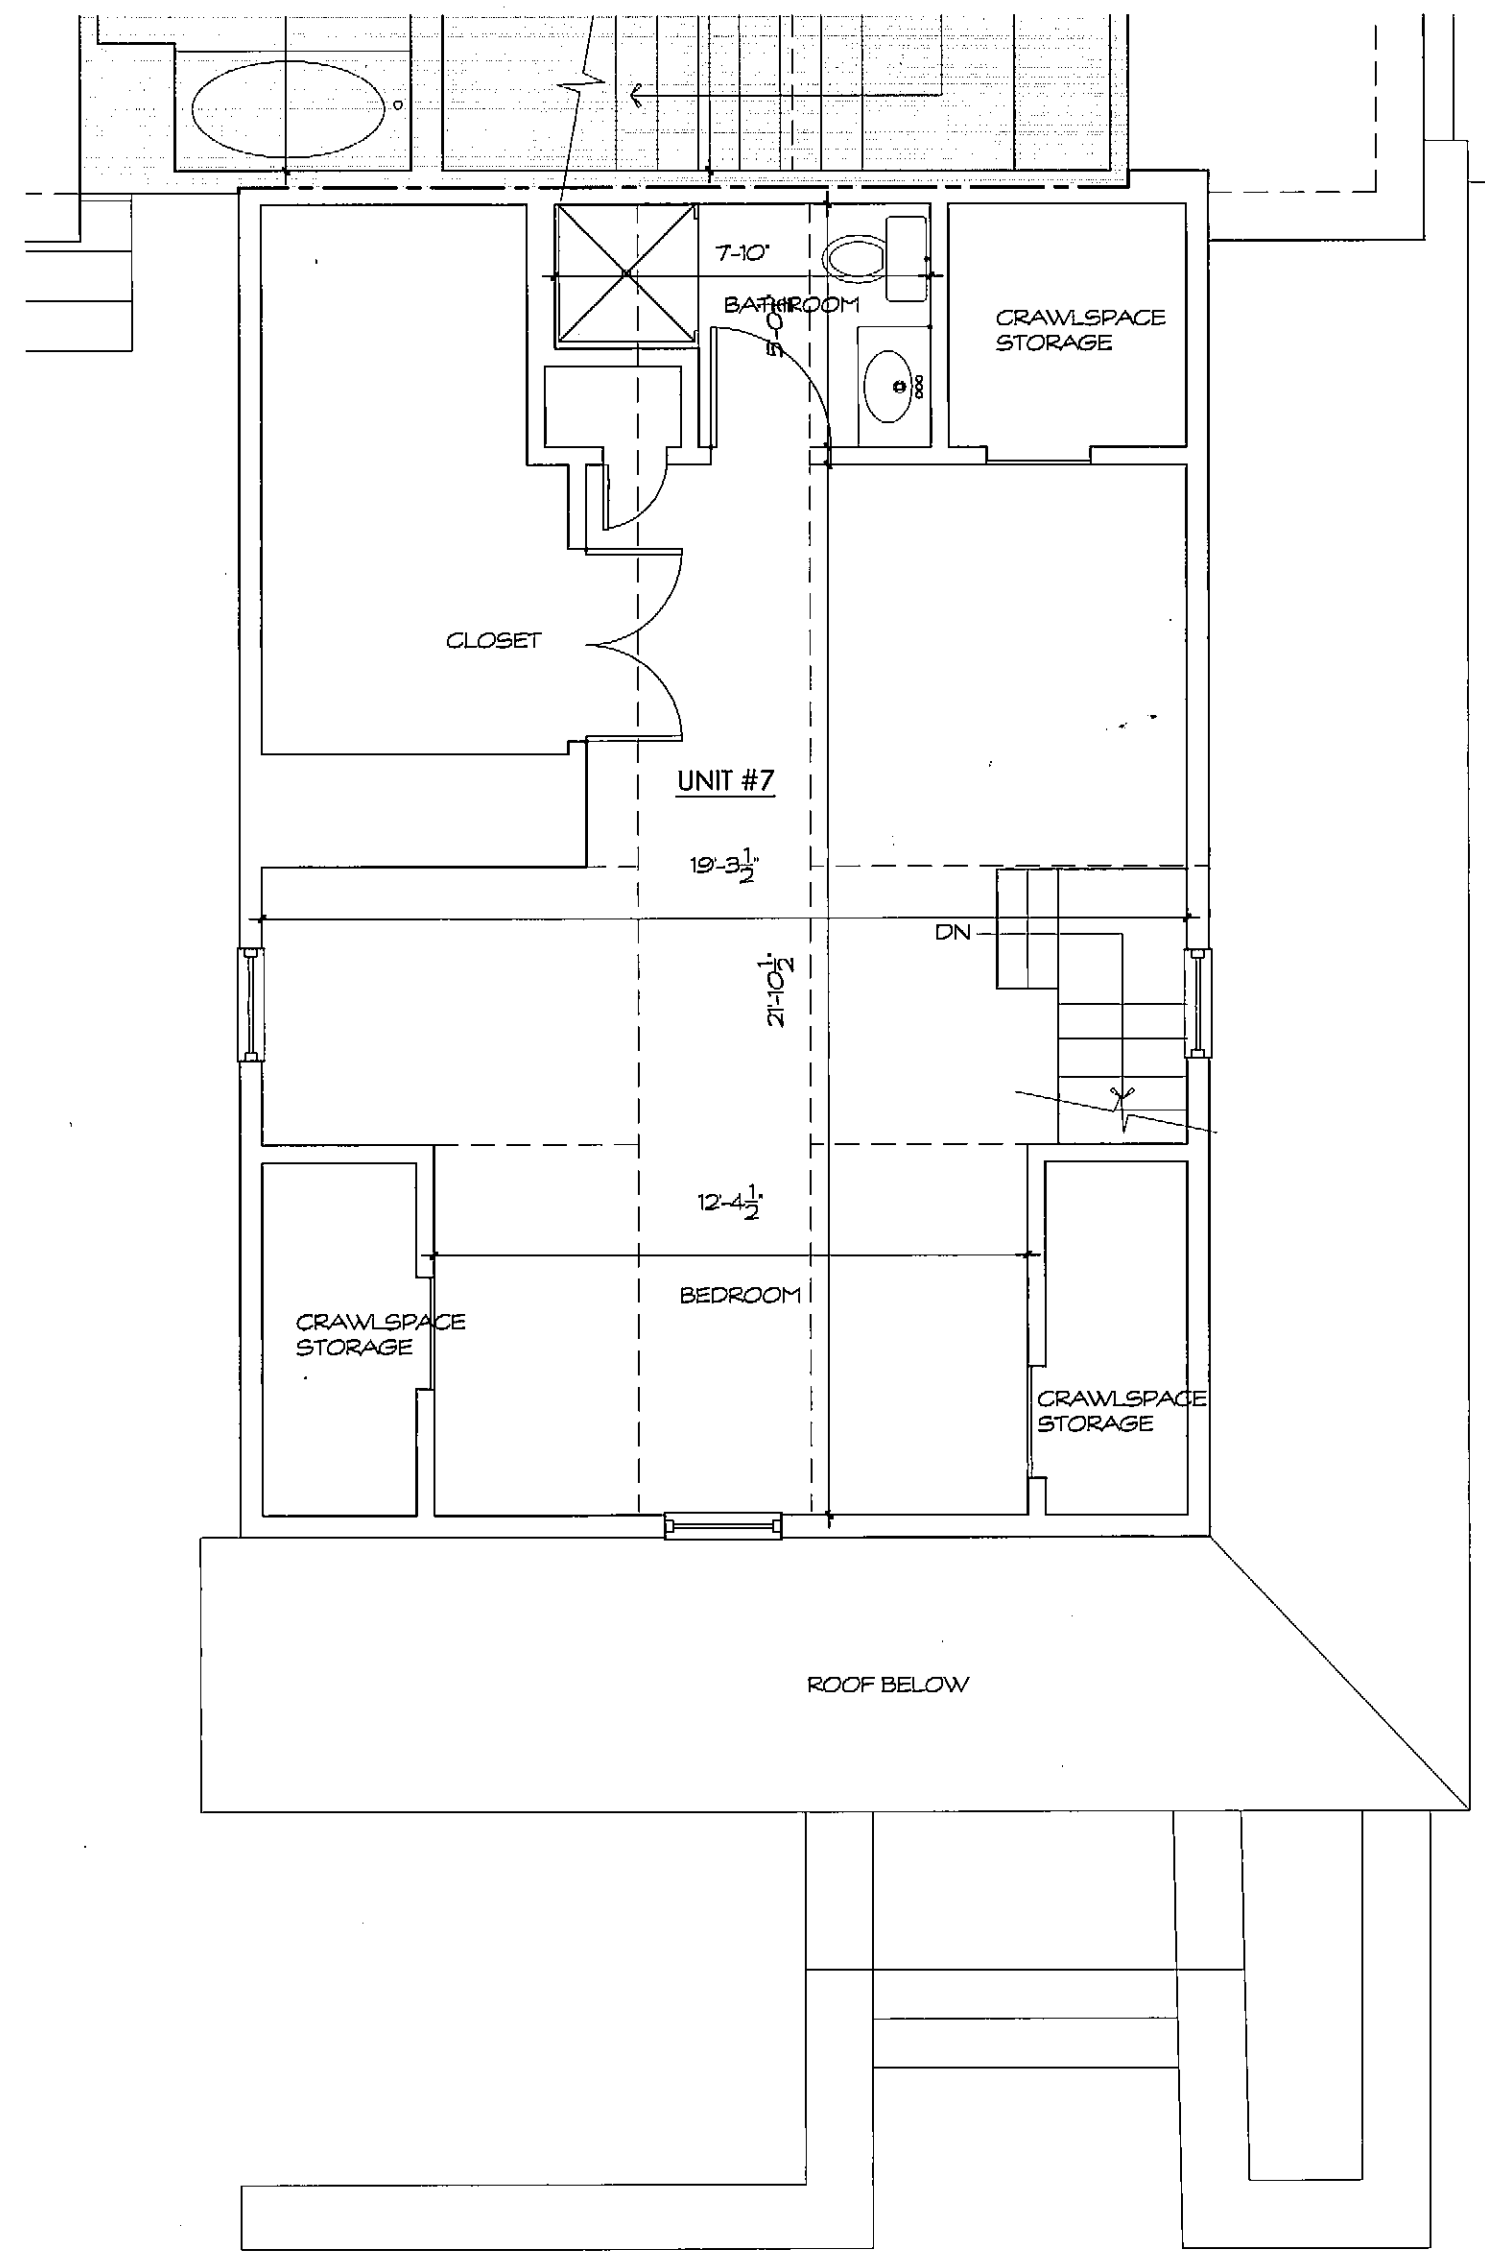 7'-10"
BATHROOM
5'-0"
CRAWLSPACE
STORAGE
CLOSET
UNIT #7
19'-3 1/2"
DN
21'-10 1/2"
12'-4 1/2"
BEDROOM
CRAWLSPACE
STORAGE
CRAWLSPACE
STORAGE
ROOF BELOW